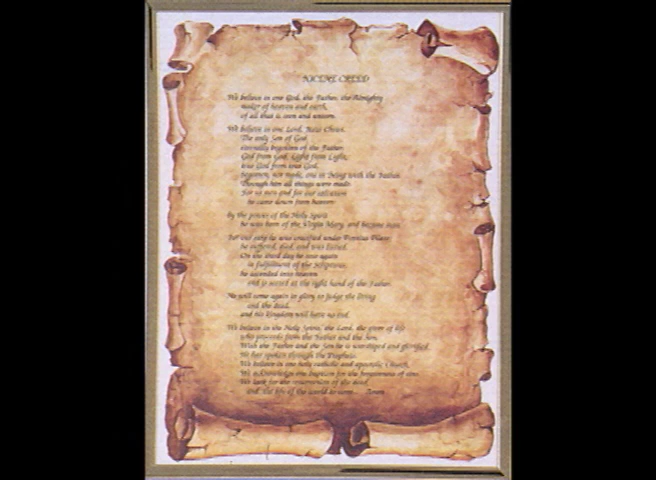 NICENE CREED
We believe in one God, the Father, the Almighty
maker of heaven and earth,
of all that is seen and unseen.
We believe in one Lord, Jesus Christ,
The only Son of God
eternally begotten of the Father,
God from God, Light from Light,
true God from true God,
begotten, not made, one in Being with the Father.
Through him all things were made.
For us men and for our salvation
he came down from heaven:
by the power of the Holy Spirit
he was born of the Virgin Mary, and became man.
For our sake he was crucified under Pontius Pilate
he suffered, died, and was buried.
On the third day he rose again
in fulfillment of the Scriptures;
he ascended into heaven
and is seated at the right hand of the Father.
He will come again in glory to judge the living
and the dead,
and his kingdom will have no end.
We believe in the Holy Spirit, the Lord, the giver of life
who proceeds from the Father and the Son.
With the Father and the Son he is worshiped and glorified.
He has spoken through the Prophets.
We believe in one holy catholic and apostolic Church.
We acknowledge one baptism for the forgiveness of sins.
We look for the resurrection of the dead,
and the life of the world to come. Amen